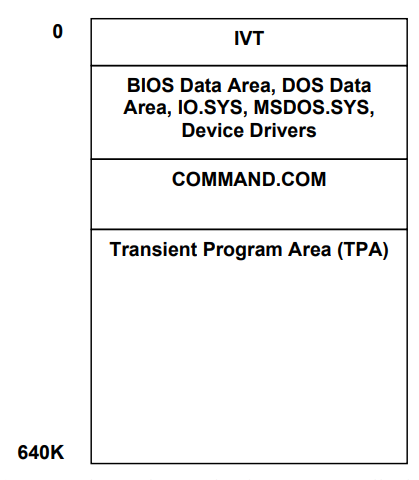 0
IVT
BIOS Data Area, DOS Data
Area, IO.SYS, MSDOS.SYS,
Device Drivers
COMMAND.COM
Transient Program Area (TPA)
640K